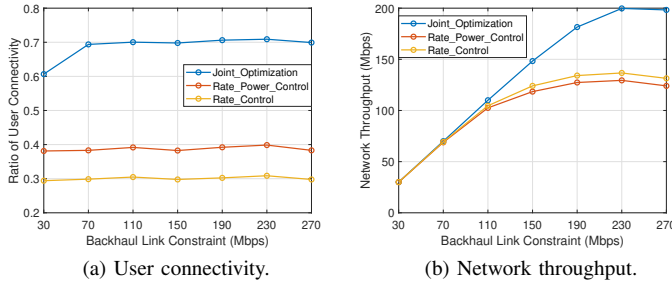 0.8
0.7
0.6
0.5
0.4
0.3
0.2
Ratio of User Connectivity
Joint_Optimization
Rate_Power_Control
Rate_Control
30 70 110 150 190 230 270
Backhaul Link Constraint (Mbps)
(a) User connectivity.
200
150
100
50
0
Network Throughput (Mbps)
Joint_Optimization
Rate_Power_Control
Rate_Control
30 70 110 150 190 230 270
Backhaul Link Constraint (Mbps)
(b) Network throughput.